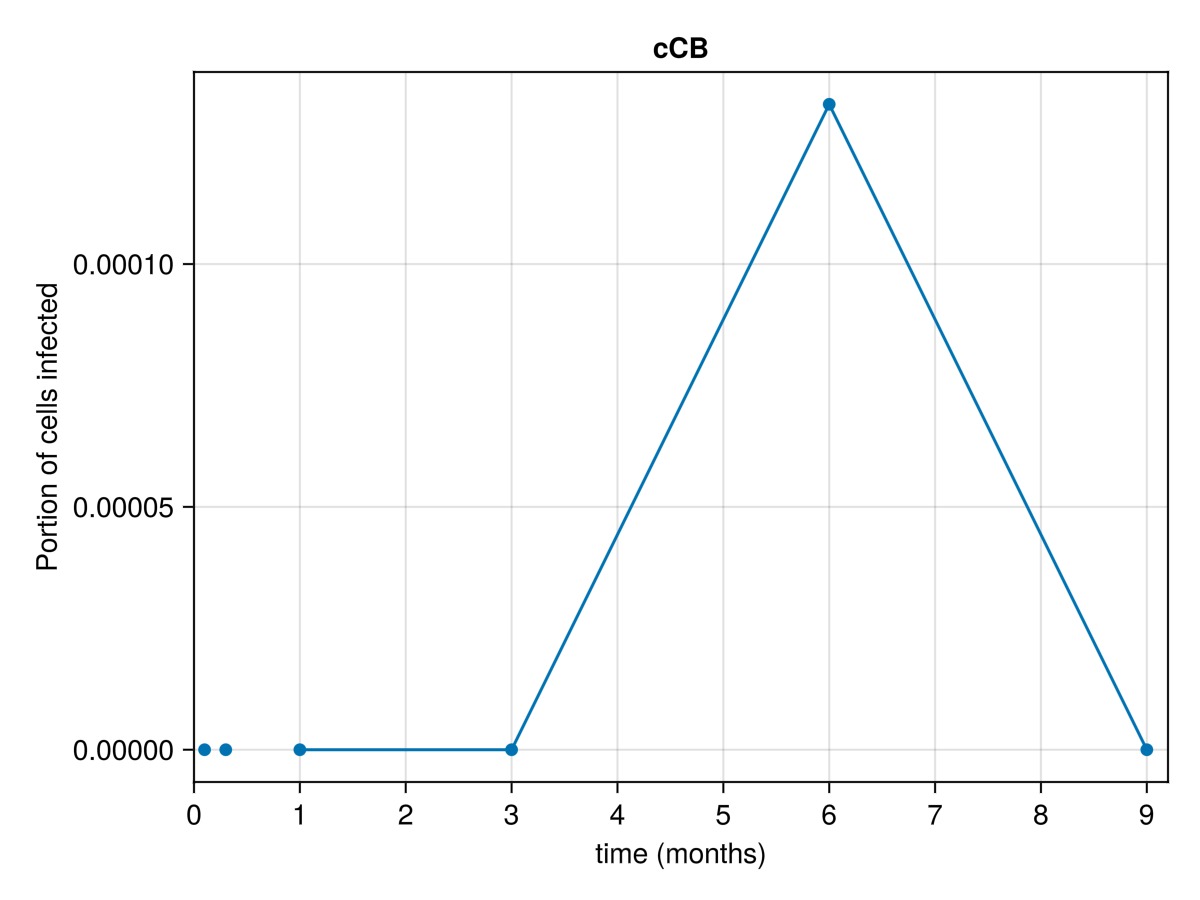 cCB
Portion of cells infected
0.00010
0.00005
0.00000
0 1 2 3 4 5 6 7 8 9
time (months)